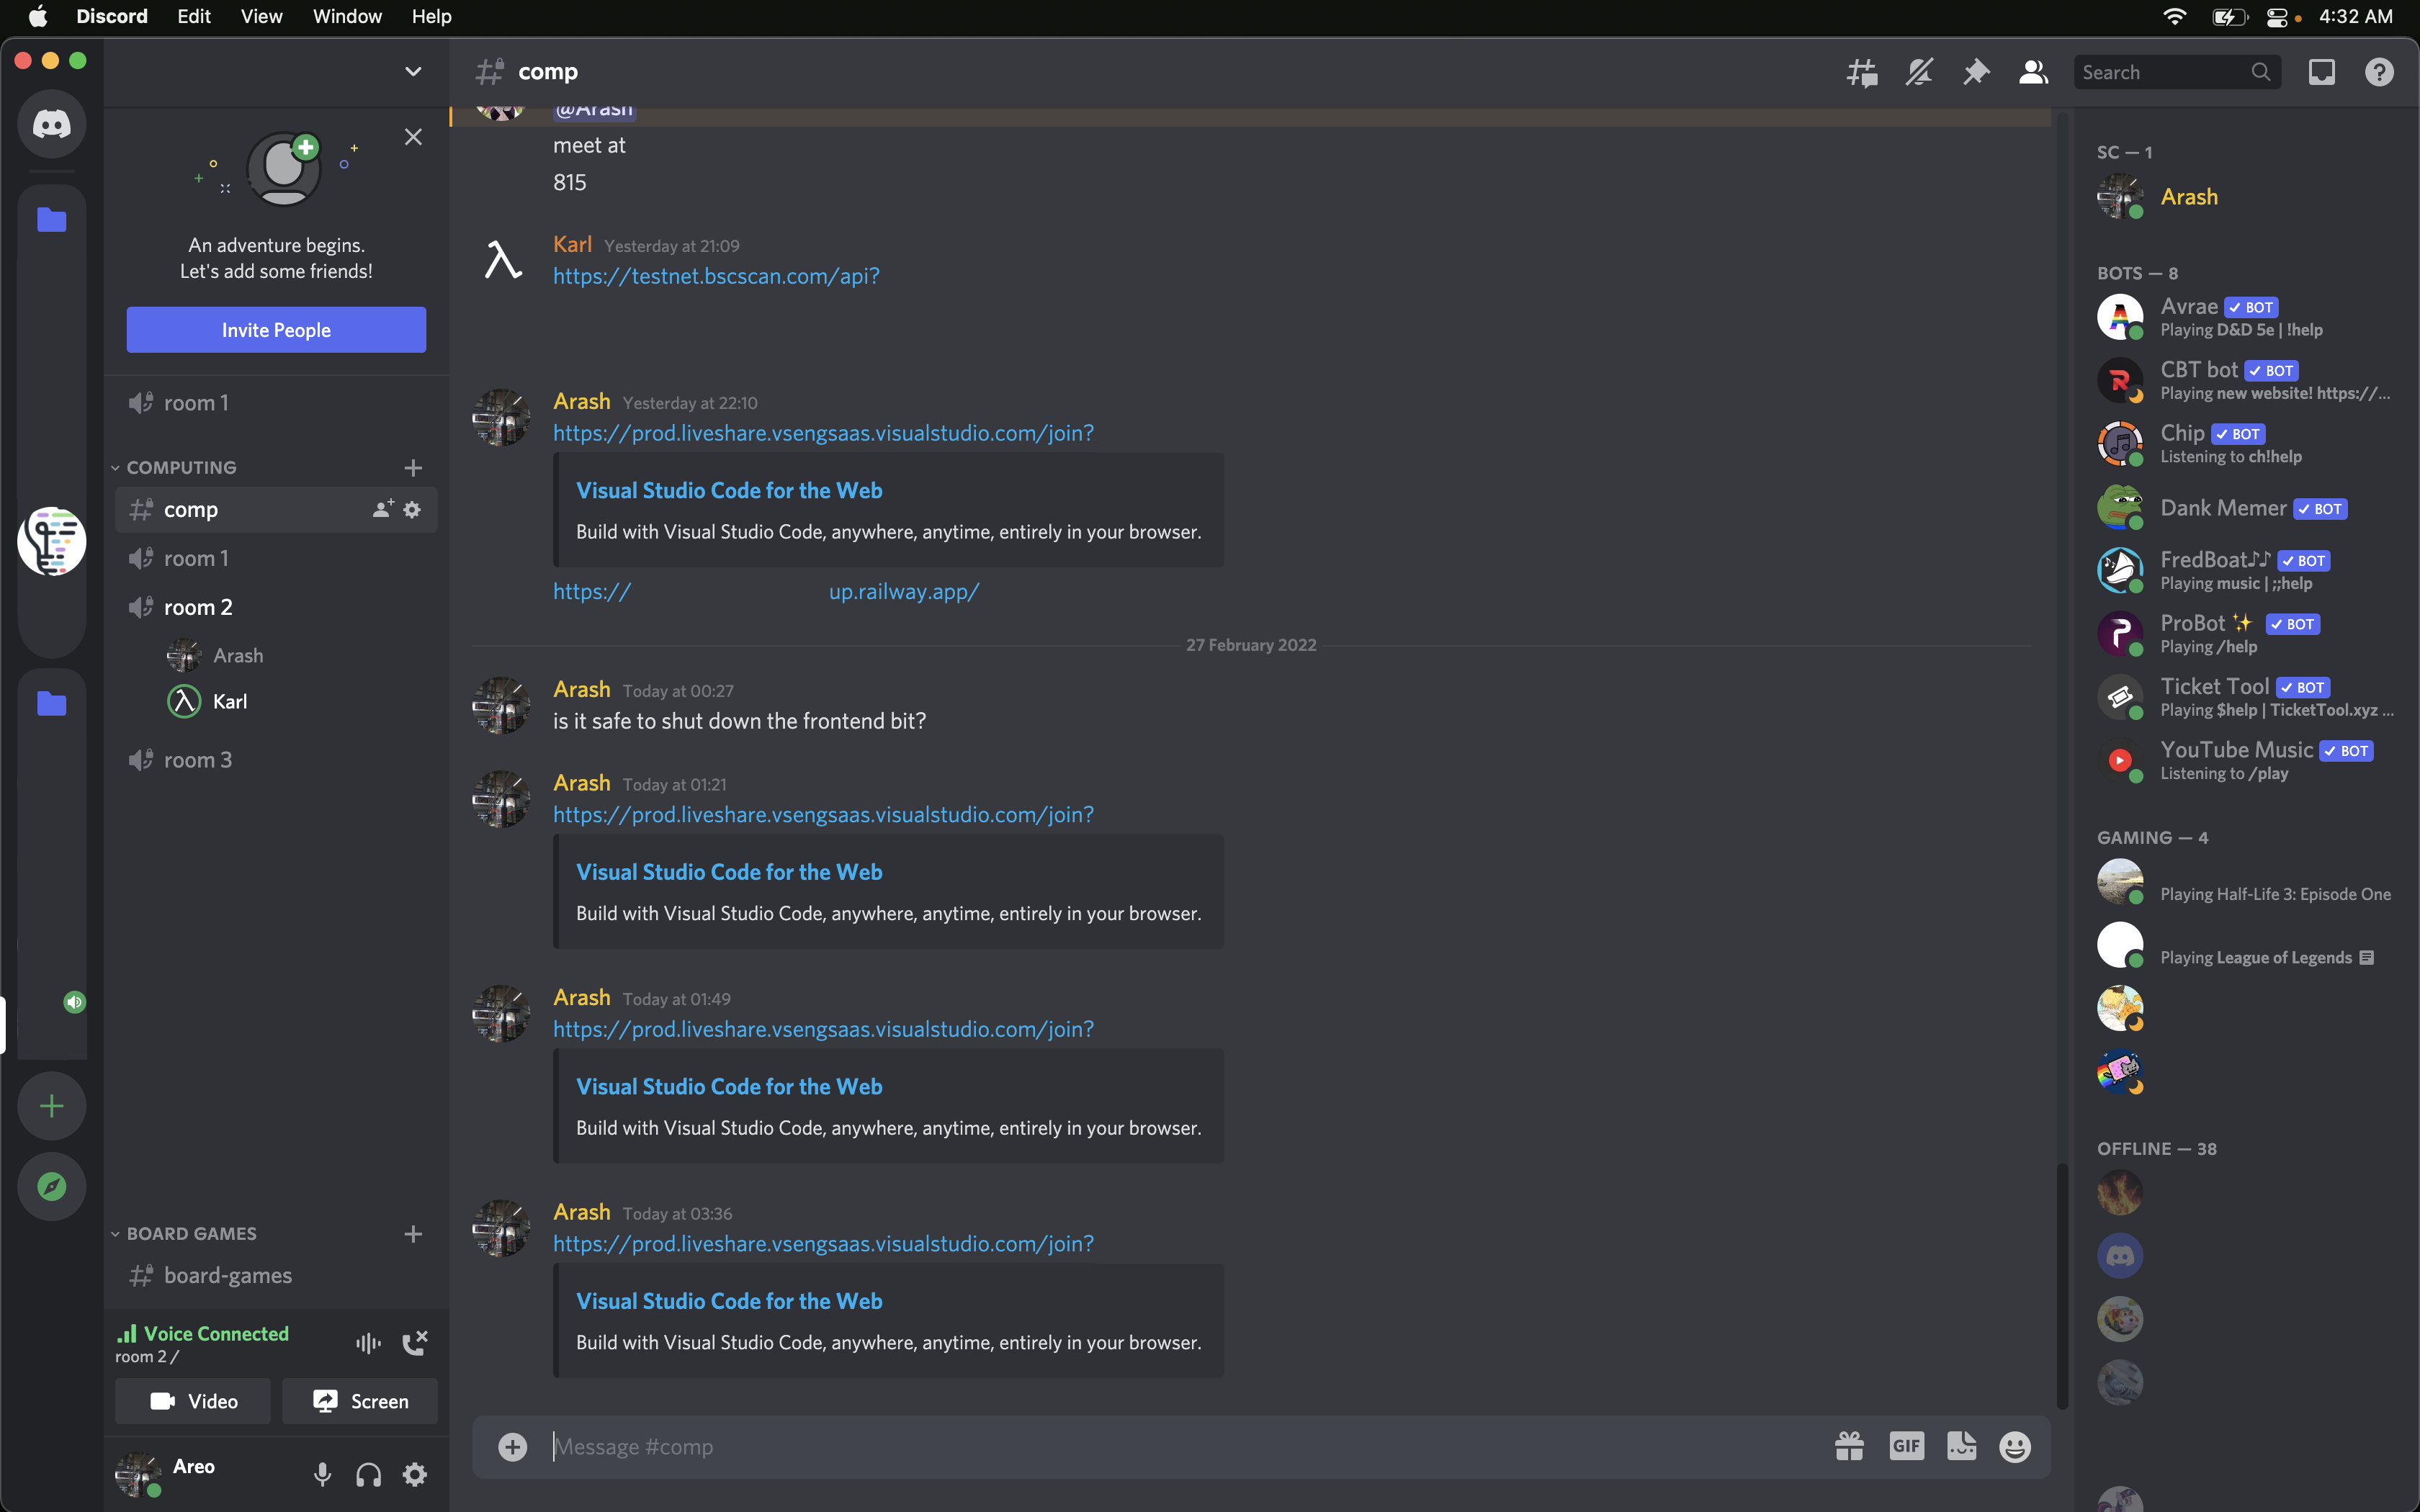 Discord Edit View Window Help
4:32 AM
comp
Search
An adventure begins.
Let's add some friends!
Invite People
room 1
COMPUTING
comp
room 1
room 2
Arash
Karl
room 3
BOARD GAMES
board-games
Voice Connected
room 2 /
Video
Screen
Areo
@Arash
meet at
815
Karl Yesterday at 21:09
https://testnet.bscscan.com/api?
Arash Yesterday at 22:10
https://prod.liveshare.vsengsaas.visualstudio.com/join?
Visual Studio Code for the Web
Build with Visual Studio Code, anywhere, anytime, entirely in your browser.
https:// up.railway.app/
27 February 2022
Arash Today at 00:27
is it safe to shut down the frontend bit?
Arash Today at 01:21
https://prod.liveshare.vsengsaas.visualstudio.com/join?
Visual Studio Code for the Web
Build with Visual Studio Code, anywhere, anytime, entirely in your browser.
Arash Today at 01:49
https://prod.liveshare.vsengsaas.visualstudio.com/join?
Visual Studio Code for the Web
Build with Visual Studio Code, anywhere, anytime, entirely in your browser.
Arash Today at 03:36
https://prod.liveshare.vsengsaas.visualstudio.com/join?
Visual Studio Code for the Web
Build with Visual Studio Code, anywhere, anytime, entirely in your browser.
Message #comp
GIF
SC — 1
Arash
BOTS — 8
Avrae ✓ BOT
Playing D&D 5e | !help
CBT bot ✓ BOT
Playing new website! https://...
Chip ✓ BOT
Listening to ch!help
Dank Memer ✓ BOT
FredBoat♪♪ ✓ BOT
Playing music | ;;help
ProBot ✨ ✓ BOT
Playing /help
Ticket Tool ✓ BOT
Playing $help | TicketTool.xyz ...
YouTube Music ✓ BOT
Listening to /play
GAMING — 4
Playing Half-Life 3: Episode One
Playing League of Legends
OFFLINE — 38